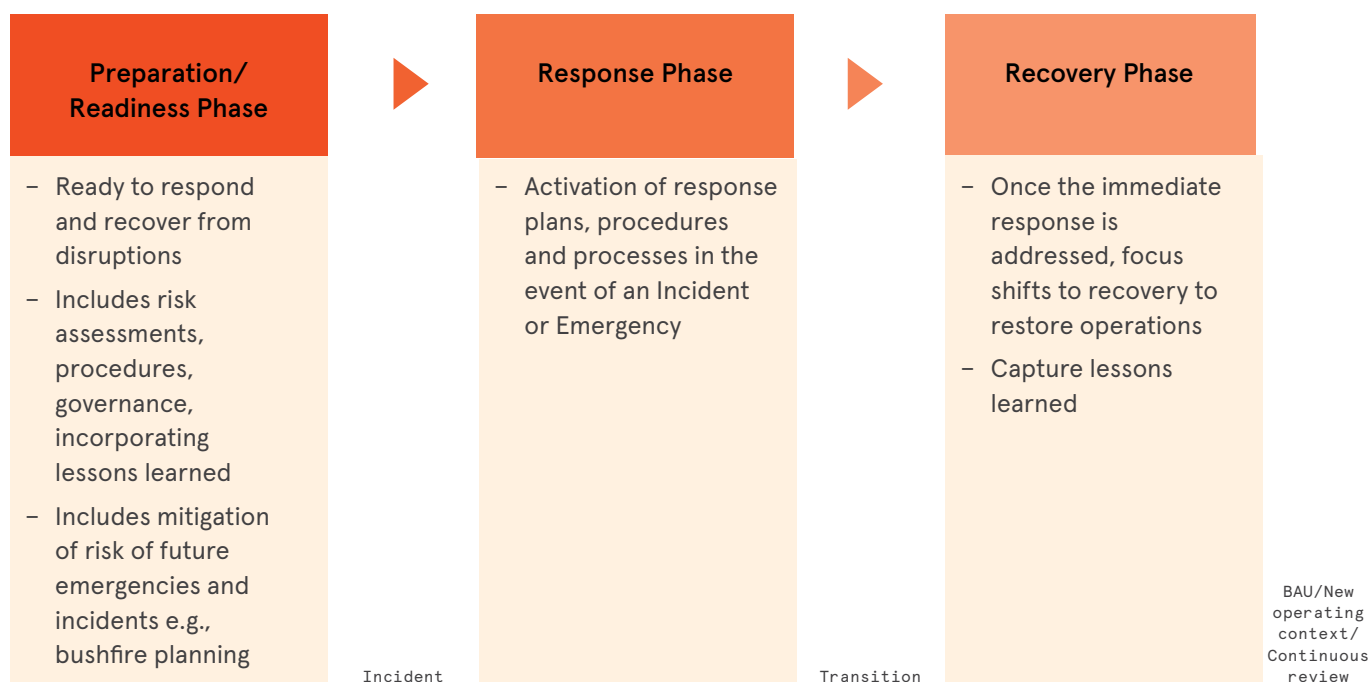 Preparation/
Readiness Phase
– Ready to respond
and recover from
disruptions
– Includes risk
assessments,
procedures,
governance,
incorporating
lessons learned
– Includes mitigation
of risk of future
emergencies and
incidents e.g.,
bushfire planning
Incident
Response Phase
– Activation of response
plans, procedures
and processes in the
event of an Incident
or Emergency
Transition
Recovery Phase
– Once the immediate
response is
addressed, focus
shifts to recovery to
restore operations
– Capture lessons
learned
BAU/New
operating
context/
Continuous
review